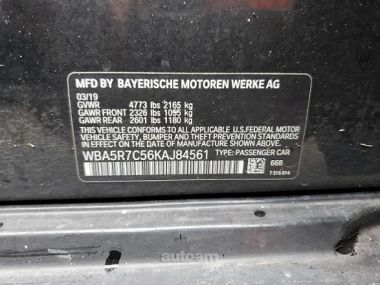 MFD BY BAYERISCHE MOTOREN WERKE AG
03/19
GVWR 4773 lbs 2165 kg
GAWR FRONT 2326 lbs 1095 kg
GAWR REAR 2601 lbs 1180 kg
THIS VEHICLE CONFORMS TO ALL APPLICABLE U.S.FEDERAL MOTOR
VEHICLE SAFETY, BUMPER, AND THEFT PREVENTION STANDARDS
IN EFFECT ON THE DATE OF MANUFACTURE SHOWN ABOVE.
WBA5R7C56KAJ84561 TYPE: PASSENGER CAR
668
autoam